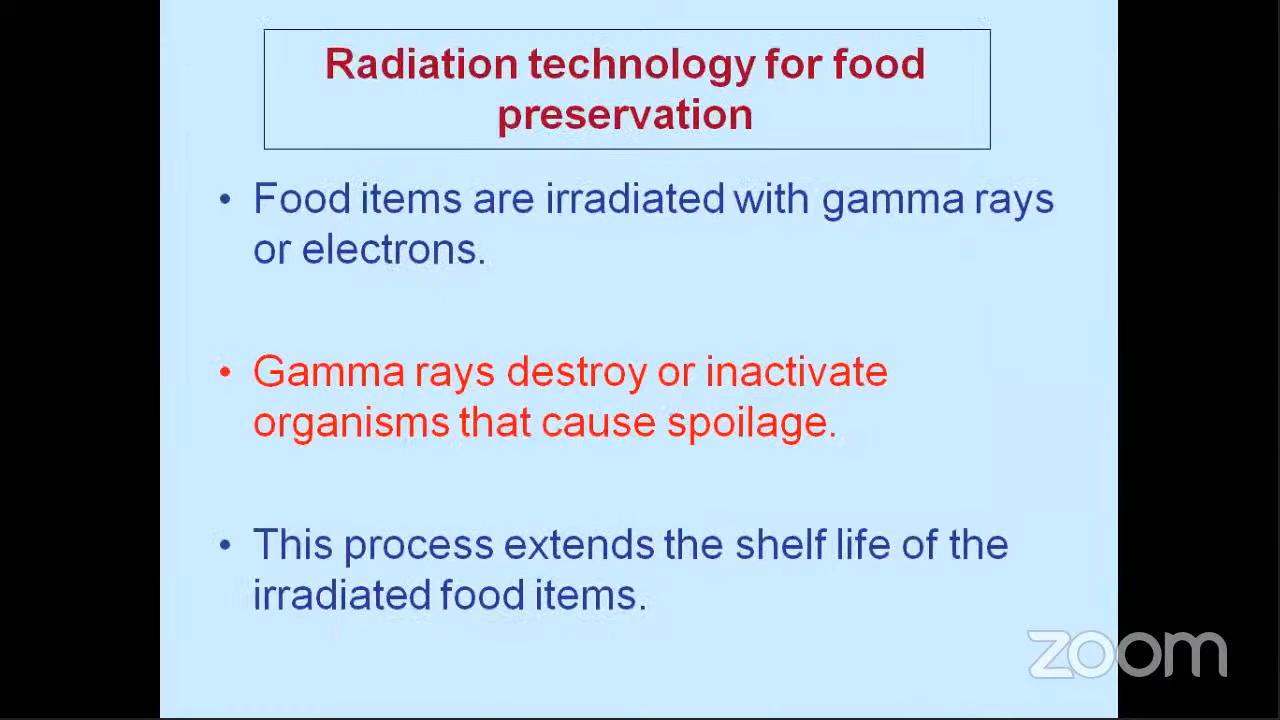 Radiation technology for food
preservation
• Food items are irradiated with gamma rays
or electrons.
• Gamma rays destroy or inactivate
organisms that cause spoilage.
• This process extends the shelf life of the
irradiated food items.
zoom